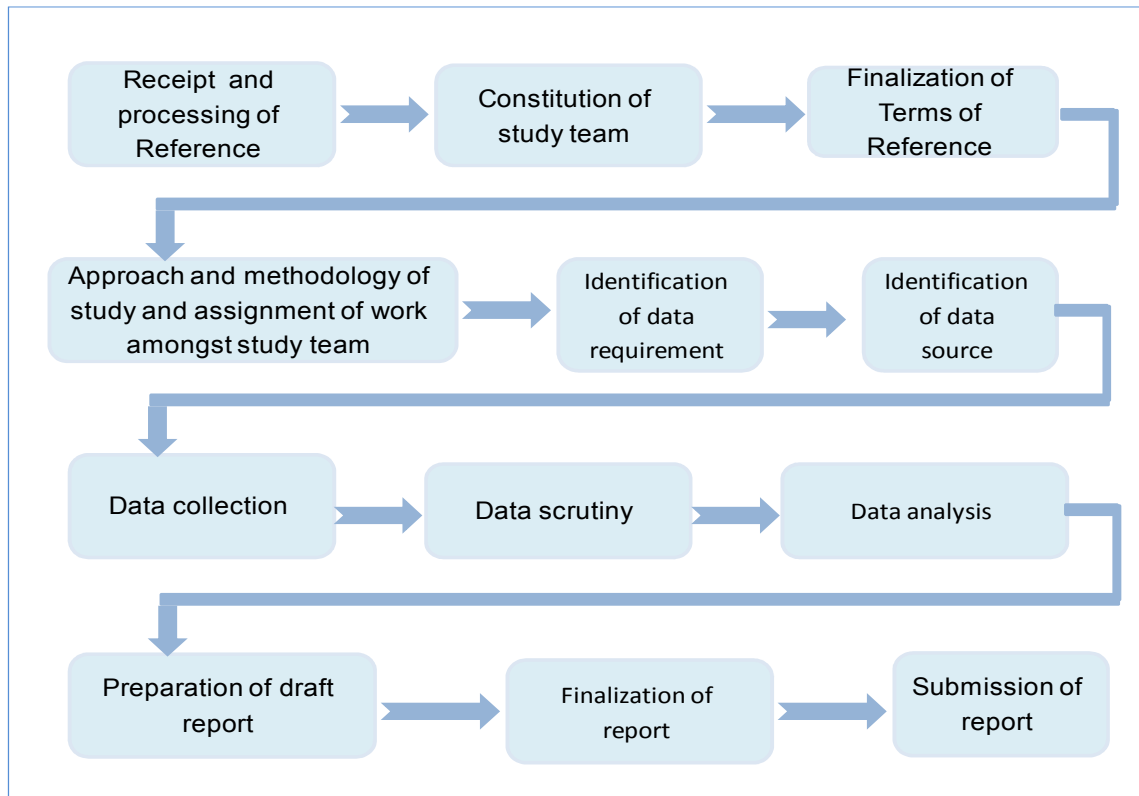 Receipt and
processing of
Reference
Constitution of
study team
Finalization of
Terms of
Reference
Approach and methodology of
study and assignment of work
amongst study team
Identification
of data
requirement
Identification
of data
source
Data collection
Data scrutiny
Data analysis
Preparation of draft
report
Finalization of
report
Submission of
report